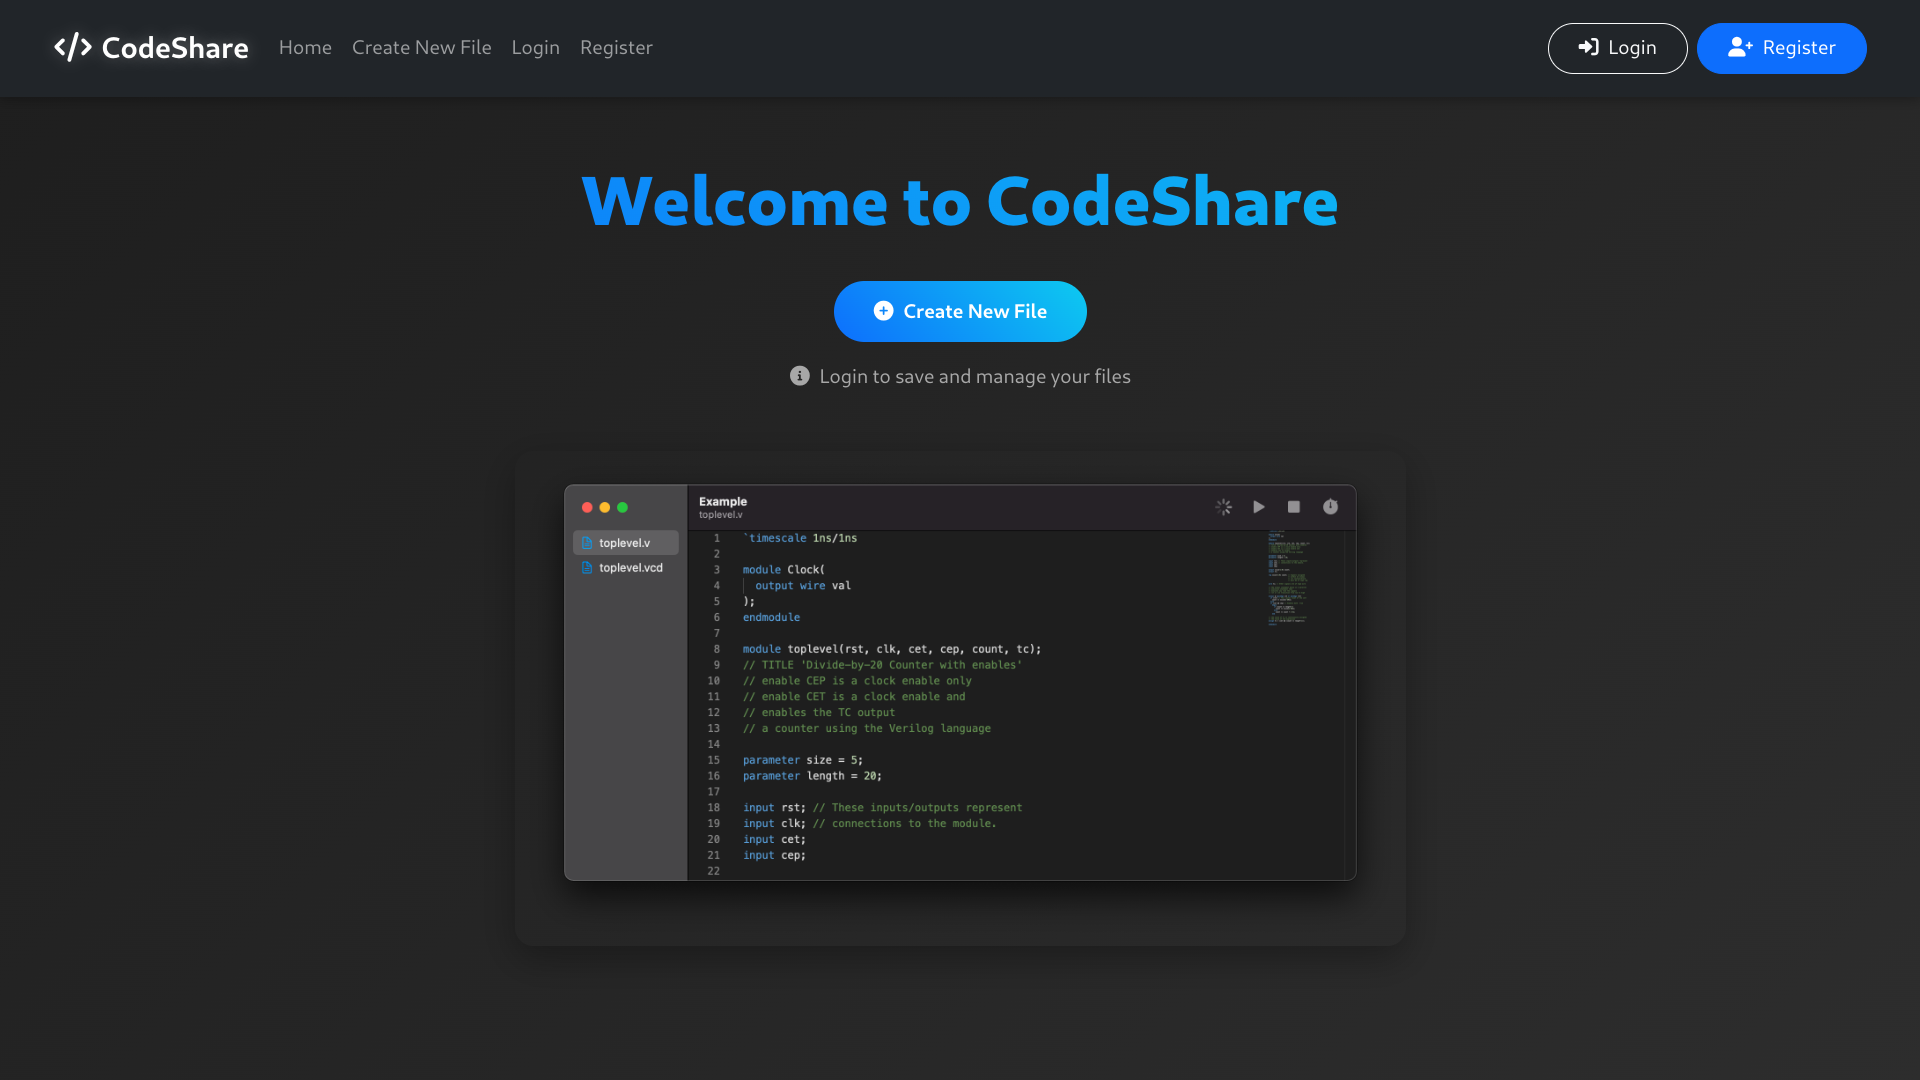 </> CodeShare Home Create New File Login Register Login Register
Welcome to CodeShare
Create New File
Login to save and manage your files
Example
toplevel.v
toplevel.v
toplevel.vcd
1 `timescale 1ns/1ns
2
3 module Clock(
4 output wire val
5 );
6 endmodule
7
8 module toplevel(rst, clk, cet, cep, count, tc);
9 // TITLE 'Divide-by-20 Counter with enables'
10 // enable CEP is a clock enable only
11 // enable CET is a clock enable and
12 // enables the TC output
13 // a counter using the Verilog language
14
15 parameter size = 5;
16 parameter length = 20;
17
18 input rst; // These inputs/outputs represent
19 input clk; // connections to the module.
20 input cet;
21 input cep;
22